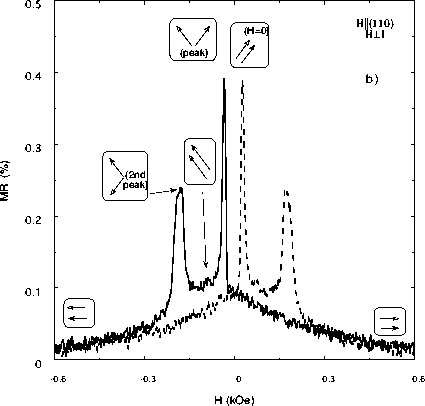 0.5
0.4
0.3
0.2
0.1
0
MR (%)
(peak)
(H=0)
H||{110}
H⊥I
b)
(2nd
peak)
-0.6
-0.3
0
0.3
0.6
H (kOe)